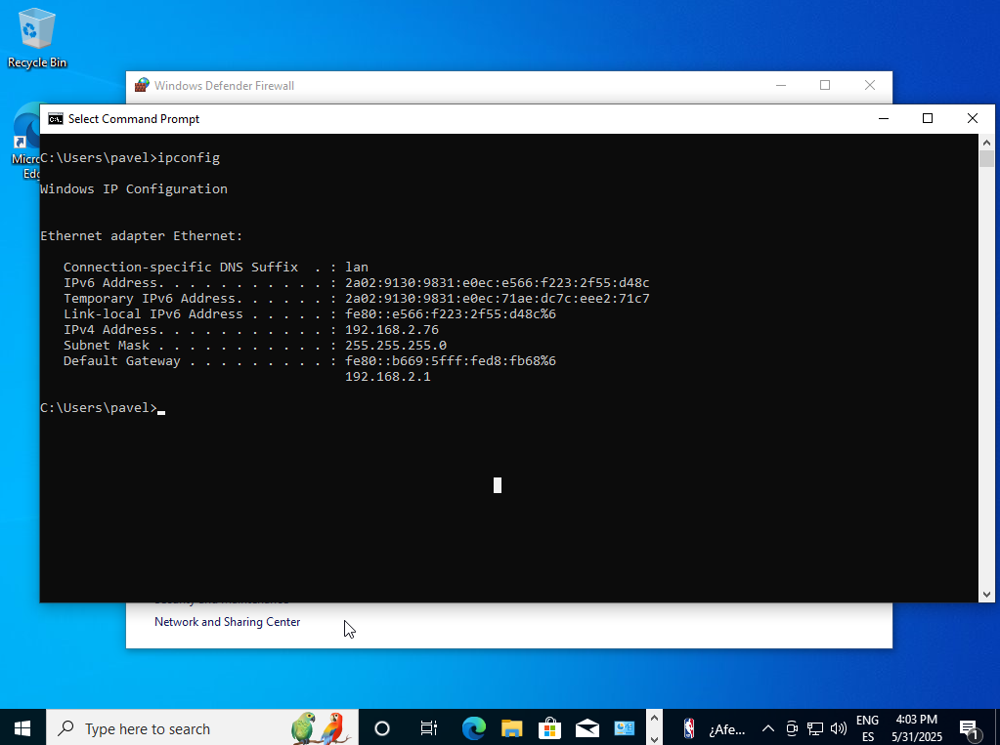 Recycle Bin
Windows Defender Firewall
Select Command Prompt
C:\Users\pavel>ipconfig
Windows IP Configuration
Ethernet adapter Ethernet:
Connection-specific DNS Suffix  . : lan
IPv6 Address. . . . . . . . . . . : 2a02:9130:9831:e0ec:e566:f223:2f55:d48c
Temporary IPv6 Address. . . . . . : 2a02:9130:9831:e0ec:71ae:dc7c:eee2:71c7
Link-local IPv6 Address . . . . . : fe80::e566:f223:2f55:d48c%6
IPv4 Address. . . . . . . . . . . : 192.168.2.76
Subnet Mask . . . . . . . . . . . : 255.255.255.0
Default Gateway . . . . . . . . . : fe80::b669:5fff:fed8:fb68%6
192.168.2.1
C:\Users\pavel>
Network and Sharing Center
Type here to search
¿Afe...
ENG
ES
4:03 PM
5/31/2025
1